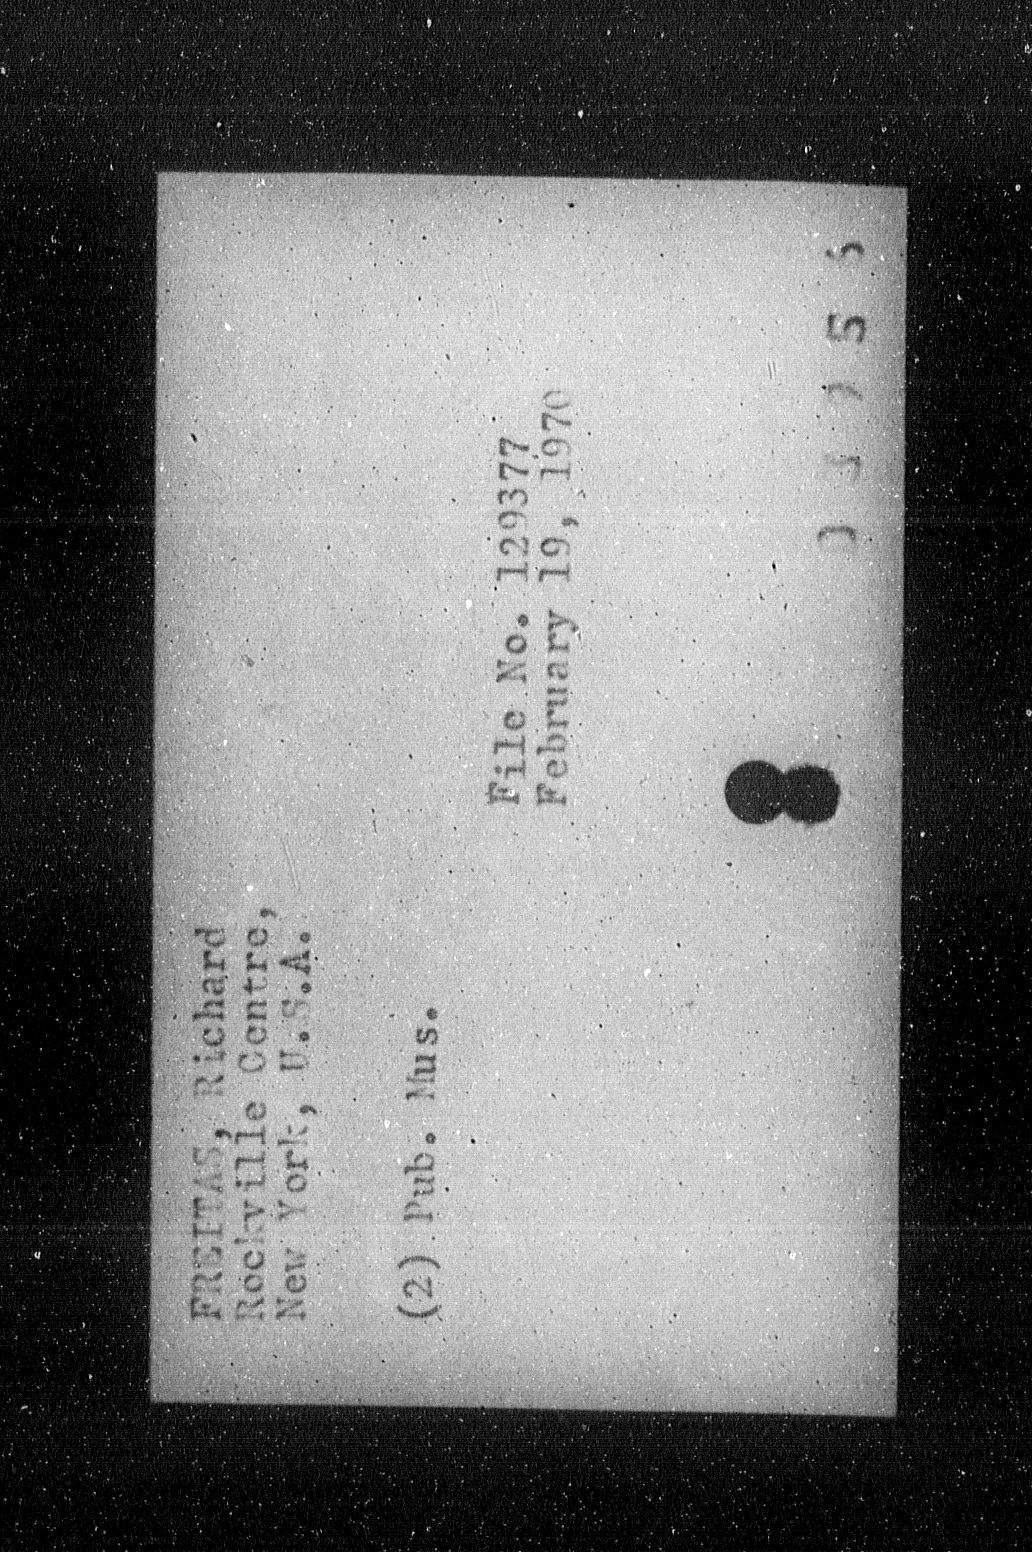 FREITAS, Richard
Rockville Centre,
New York, U.S.A.
(2) Pub. Mus.
File No. 129377
February 19, 1970